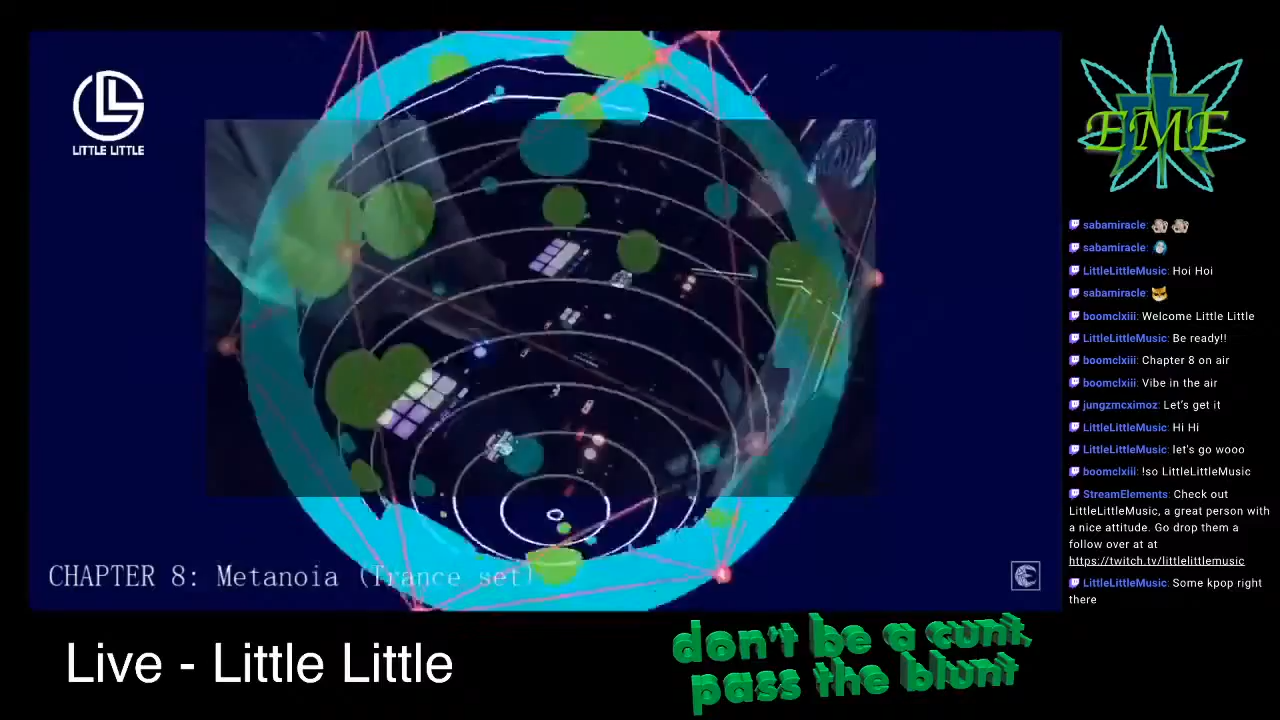 LITTLE LITTLE
EMF
sabamiracle:
sabamiracle:
LittleLittleMusic: Hoi Hoi
sabamiracle:
boomclxiii: Welcome Little Little
LittleLittleMusic: Be ready!!
boomclxiii: Chapter 8 on air
boomclxiii: Vibe in the air
jungzmcximoz: Let's get it
LittleLittleMusic: Hi Hi
LittleLittleMusic: let's go wooo
boomclxiii: !so LittleLittleMusic
StreamElements: Check out
LittleLittleMusic, a great person with
a nice attitude. Go drop them a
follow over at at
https://twitch.tv/littlelittlemusic
LittleLittleMusic: Some kpop right
there
CHAPTER 8: Metanoia (Trance set)
Live - Little Little
don't be a cunt,
pass the blunt